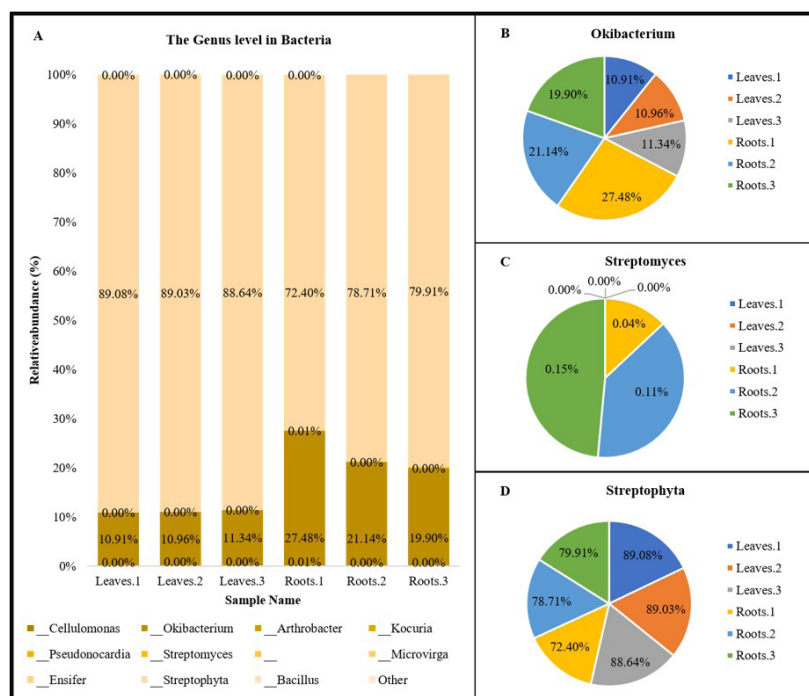 A
The Genus level in Bacteria
Relativeabundance (%)
100%
90%
80%
70%
60%
50%
40%
30%
20%
10%
0%
0.00% 0.00% 0.00% 0.00%
89.08% 89.03% 88.64% 72.40% 78.71% 79.91%
0.01%
0.00% 0.00%
0.00% 0.00% 0.00%
10.91% 10.96% 11.34% 27.48% 21.14% 19.90%
0.00% 0.00% 0.00% 0.01% 0.00% 0.00%
Leaves.1 Leaves.2 Leaves.3 Roots.1 Roots.2 Roots.3
Sample Name
__Cellulomonas __Okibacterium __Arthrobacter __Kocuria
__Pseudonocardia __Streptomyces __ __Microvirga
__Ensifer __Streptophyta __Bacillus Other
B
Okibacterium
10.91%
10.96%
11.34%
27.48%
21.14%
19.90%
Leaves.1
Leaves.2
Leaves.3
Roots.1
Roots.2
Roots.3
C
Streptomyces
0.00%
0.00% 0.00%
0.04%
0.11%
0.15%
Leaves.1
Leaves.2
Leaves.3
Roots.1
Roots.2
Roots.3
D
Streptophyta
89.08%
89.03%
88.64%
72.40%
78.71%
79.91%
Leaves.1
Leaves.2
Leaves.3
Roots.1
Roots.2
Roots.3